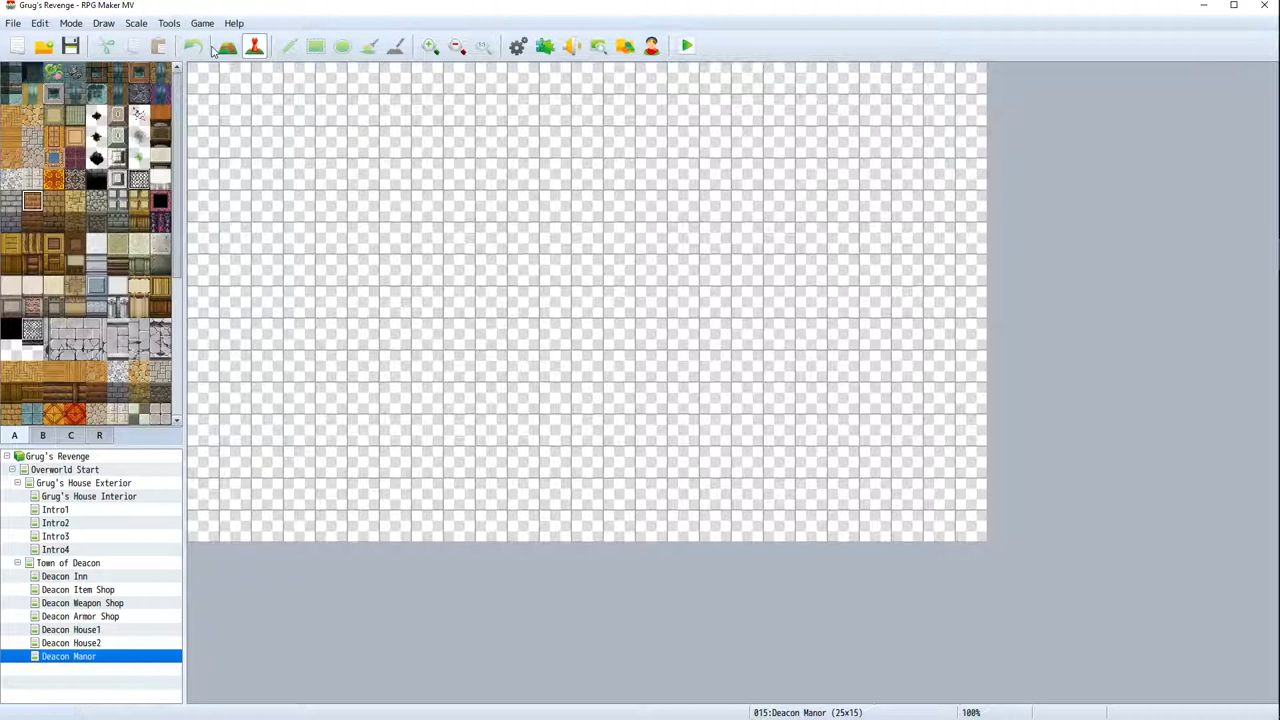 Grug's Revenge - RPG Maker MV
File Edit Mode Draw Scale Tools Game Help
1:1
A B C R
Grug's Revenge
Overworld Start
Grug's House Exterior
Grug's House Interior
Intro1
Intro2
Intro3
Intro4
Town of Deacon
Deacon Inn
Deacon Item Shop
Deacon Weapon Shop
Deacon Armor Shop
Deacon House1
Deacon House2
Deacon Manor
015:Deacon Manor (25x15) 100%